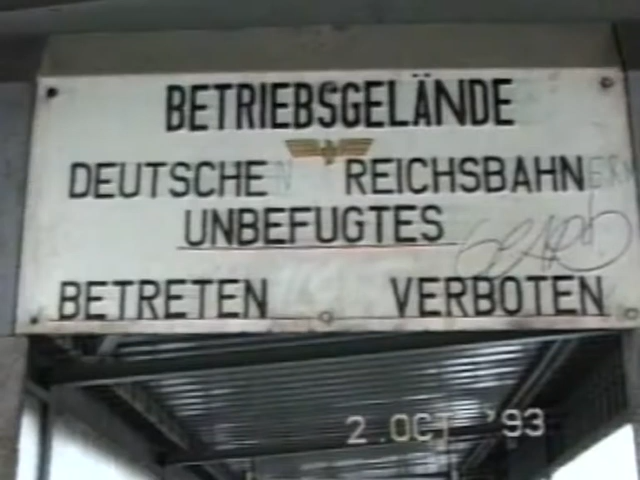 BETRIEBSGELÄNDE
DEUTSCHE REICHSBAHN
UNBEFUGTES
BETRETEN VERBOTEN
2. OCT '93